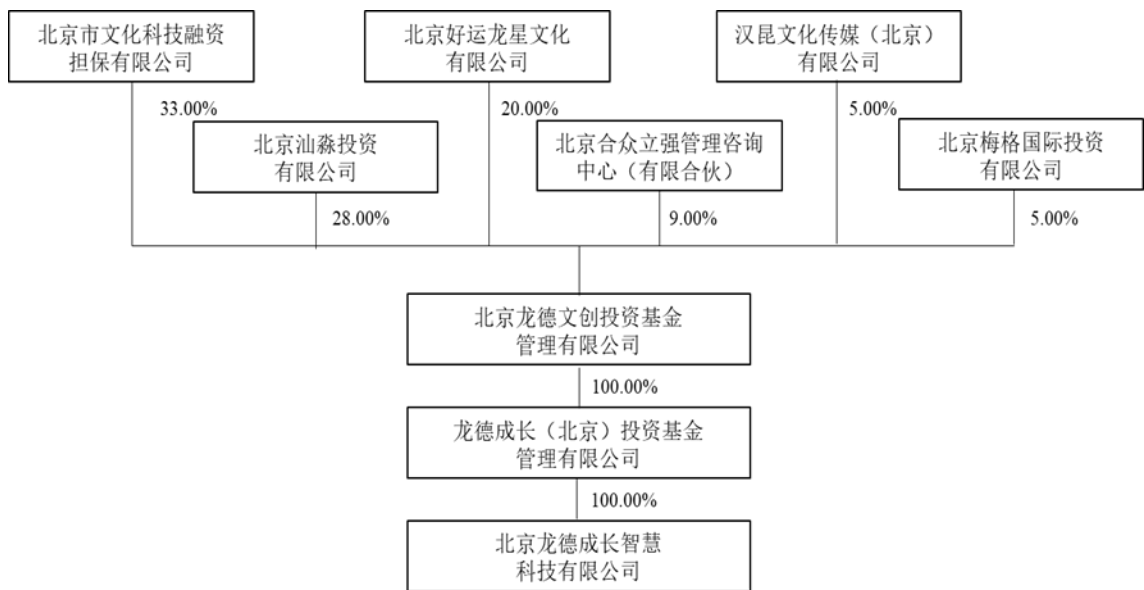 北京市文化科技融资
担保有限公司
北京好运龙星文化
有限公司
汉昆文化传媒（北京）
有限公司
33.00%
20.00%
5.00%
北京汕淼投资
有限公司
北京合众立强管理咨询
中心（有限合伙）
北京梅格国际投资
有限公司
28.00%
9.00%
5.00%
北京龙德文创投资基金
管理有限公司
100.00%
龙德成长（北京）投资基金
管理有限公司
100.00%
北京龙德成长智慧
科技有限公司